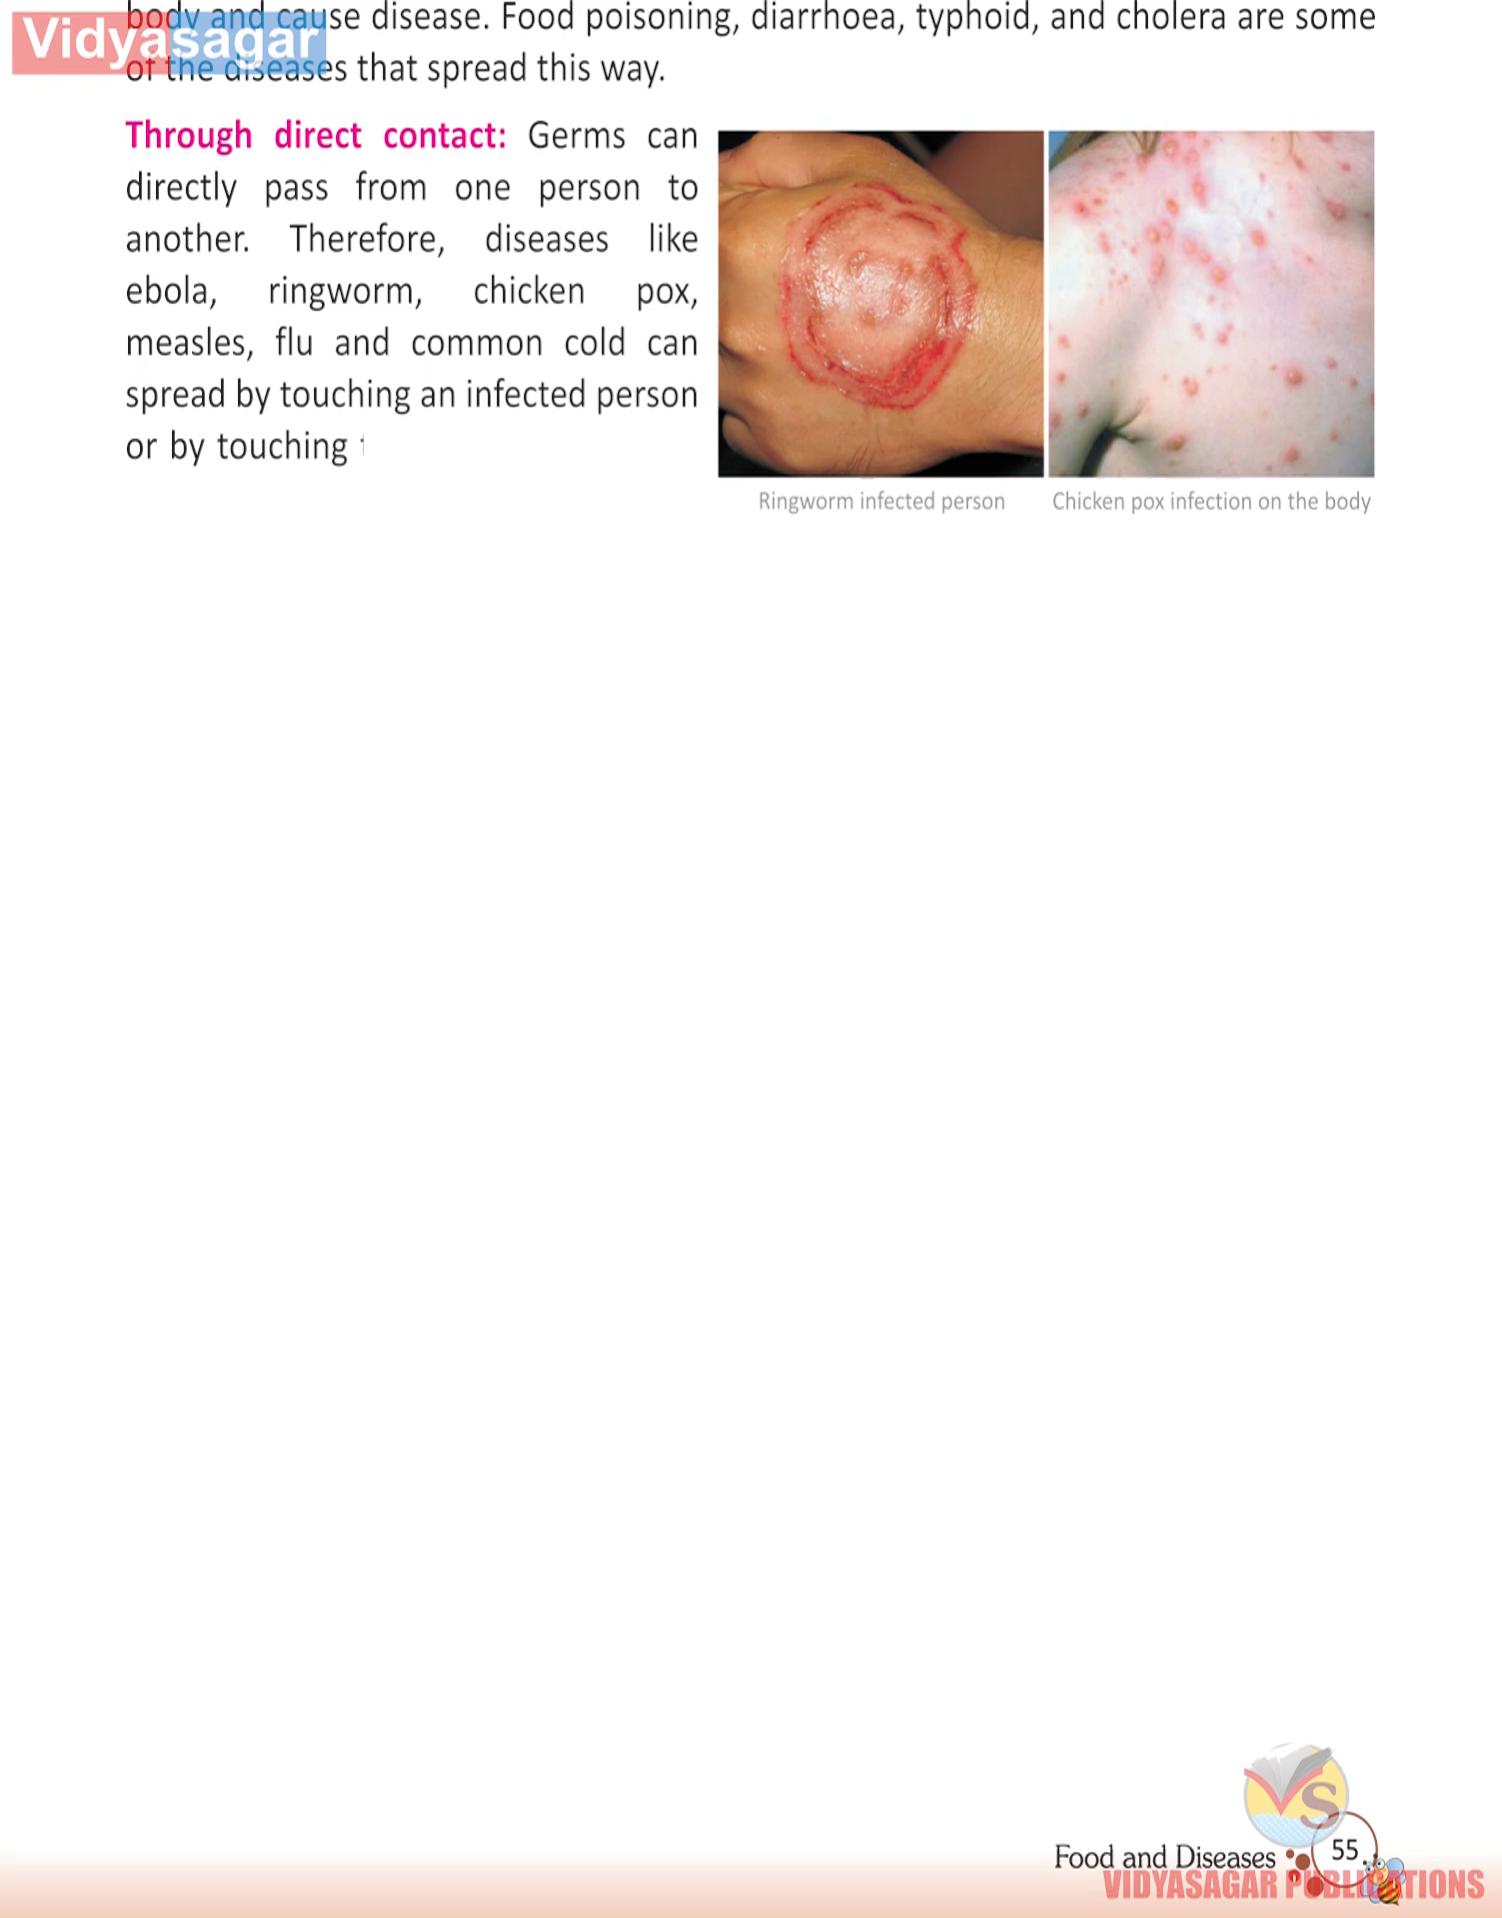 body and cause disease. Food poisoning, diarrhoea, typhoid, and cholera are some
Vidyasagar
of the diseases that spread this way.
Through direct contact: Germs can
directly pass from one person to
another. Therefore, diseases like
ebola, ringworm, chicken pox,
measles, flu and common cold can
spread by touching an infected person
or by touching
Ringworm infected person
Chicken pox infection on the body
VS
Food and Diseases
55
VIDYASAGAR PUBLICATIONS